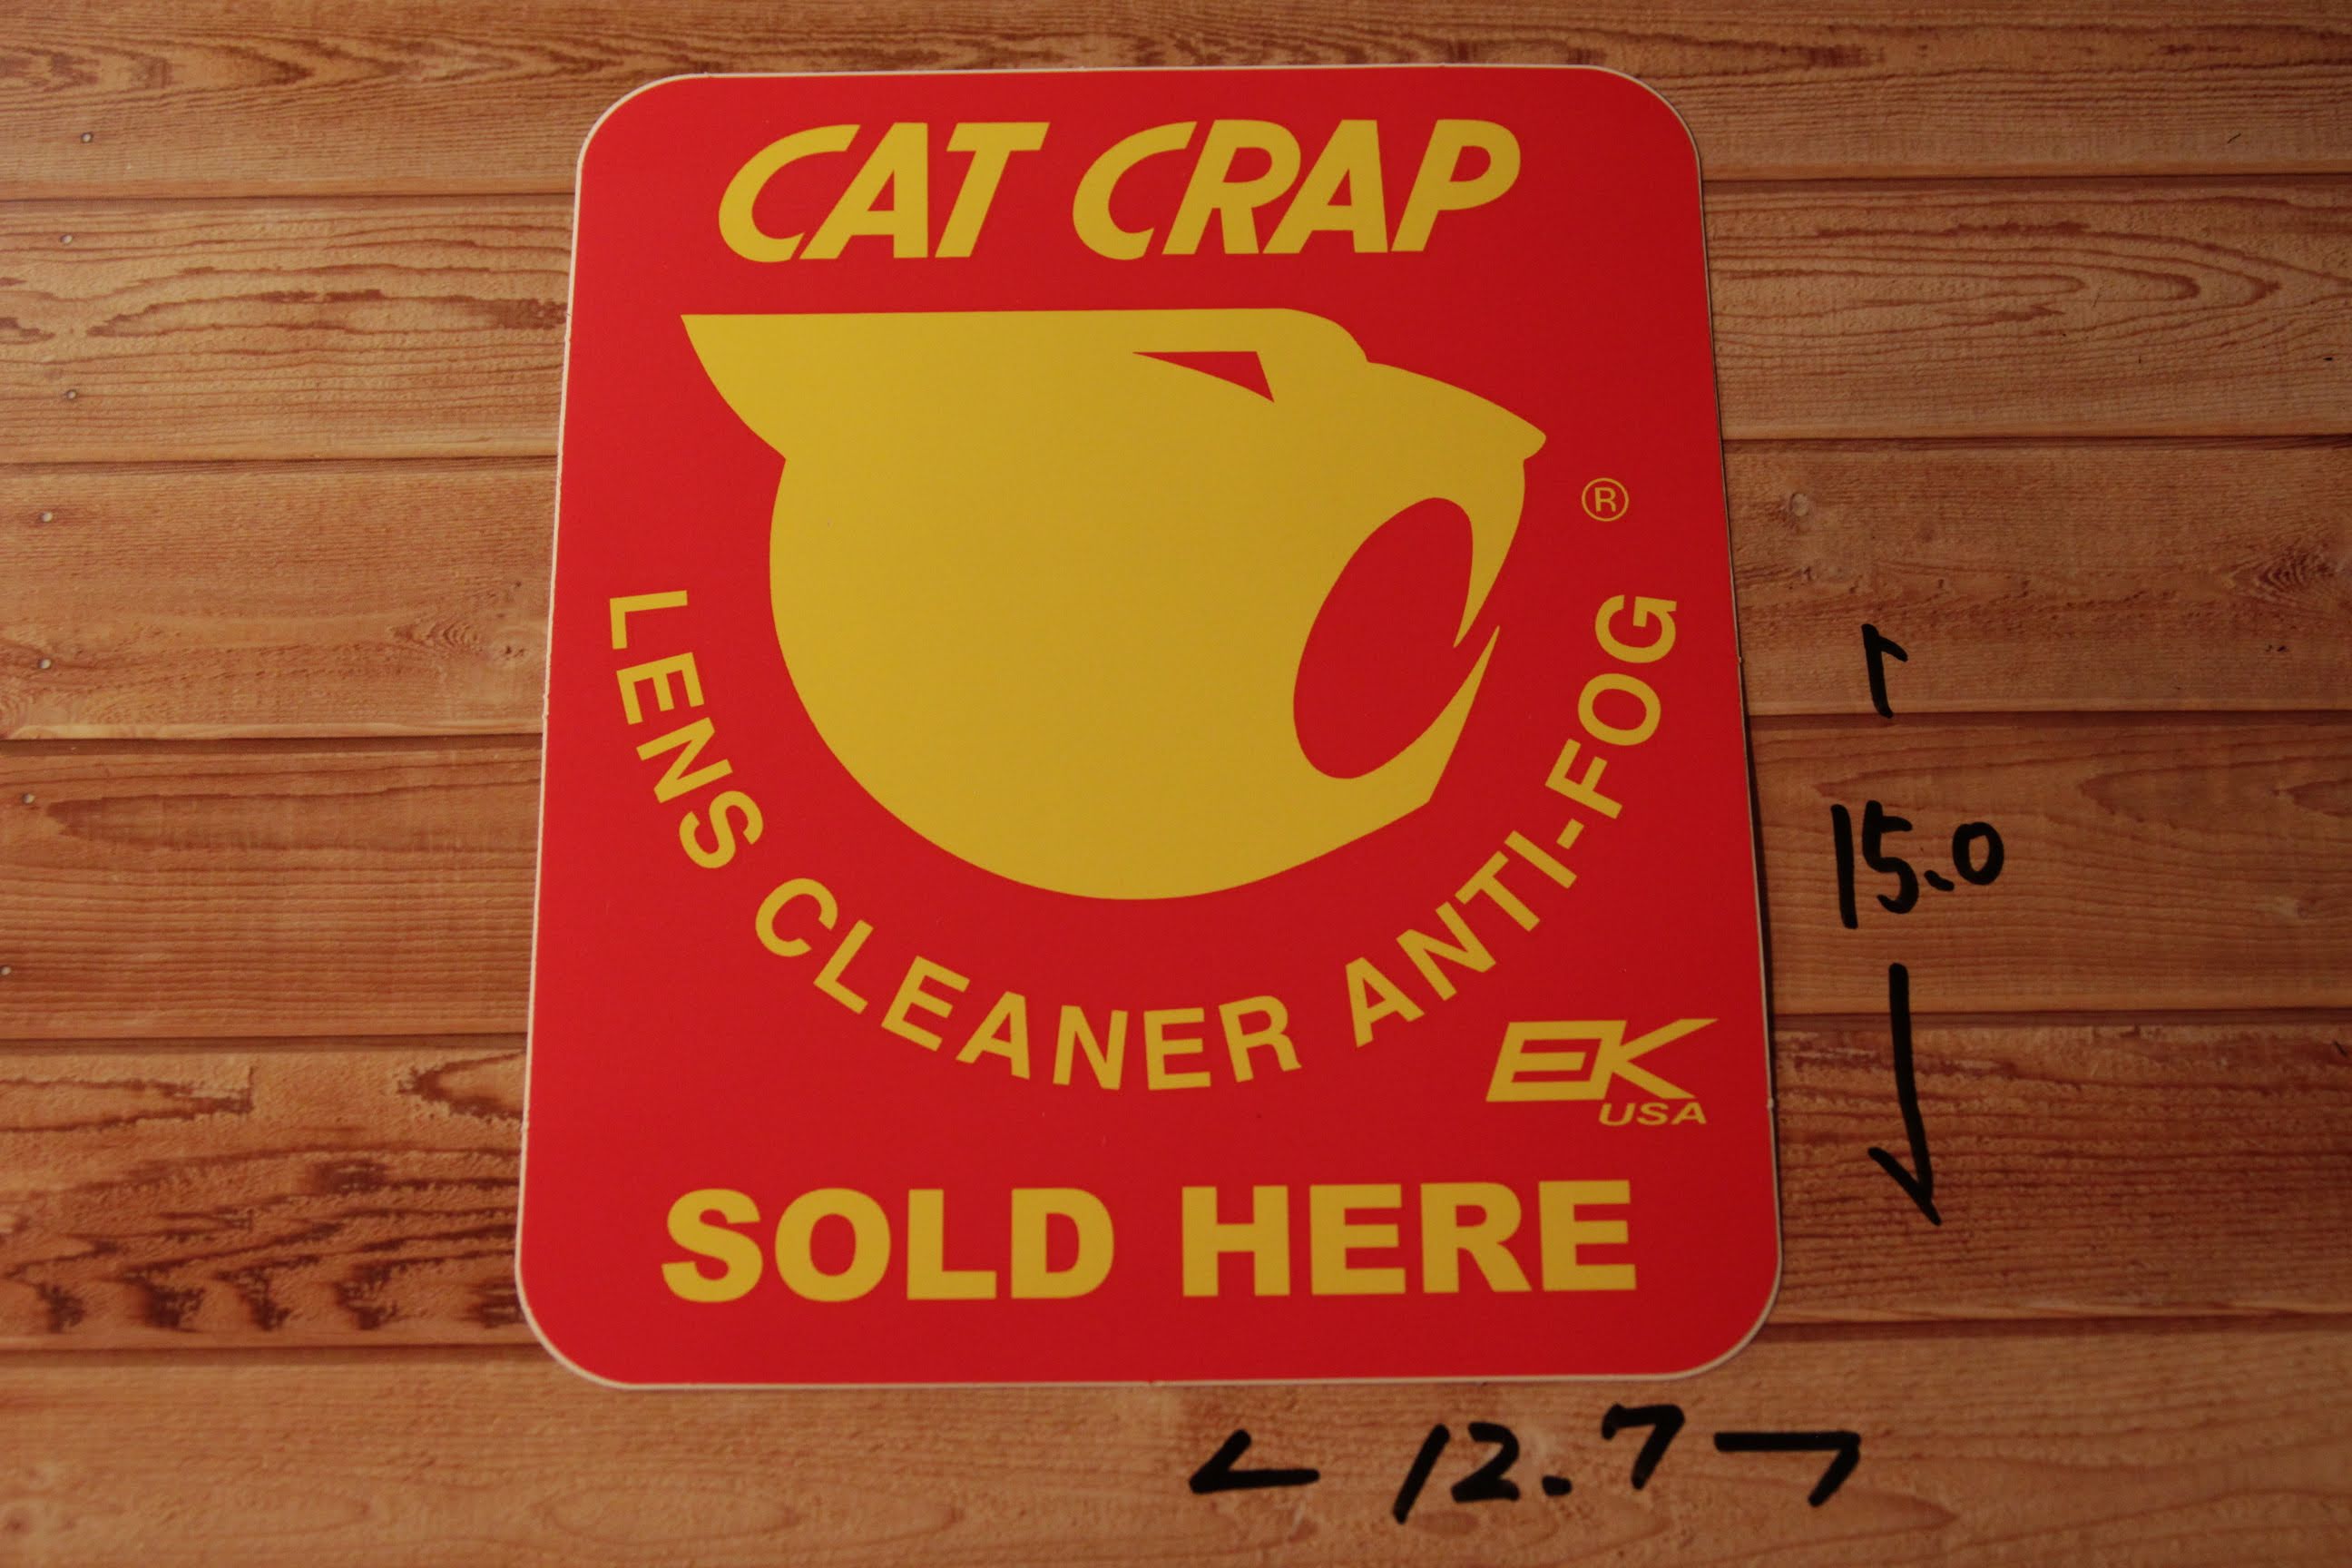 CAT CRAP
®
LENS CLEANER ANTI-FOG
EK
USA
SOLD HERE
15.0
12.7